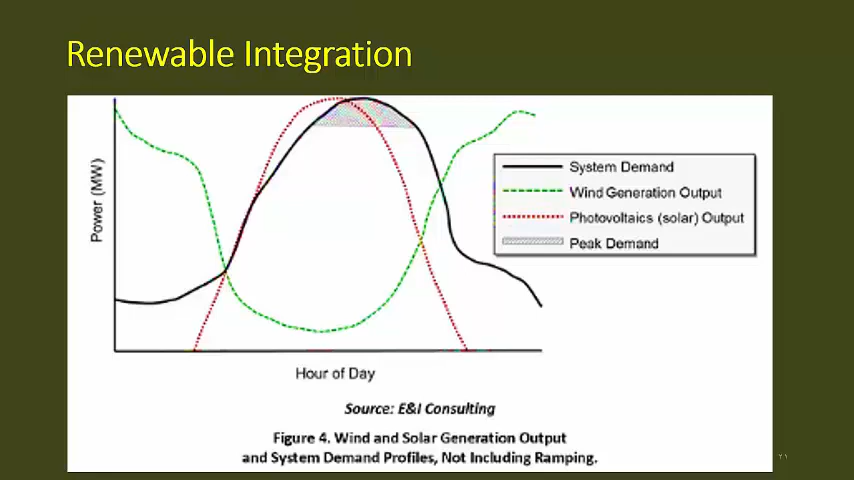 Renewable Integration
Power (MW)
System Demand
Wind Generation Output
Photovoltaics (solar) Output
Peak Demand
Hour of Day
Source: E&I Consulting
Figure 4. Wind and Solar Generation Output
and System Demand Profiles, Not Including Ramping.
٢١